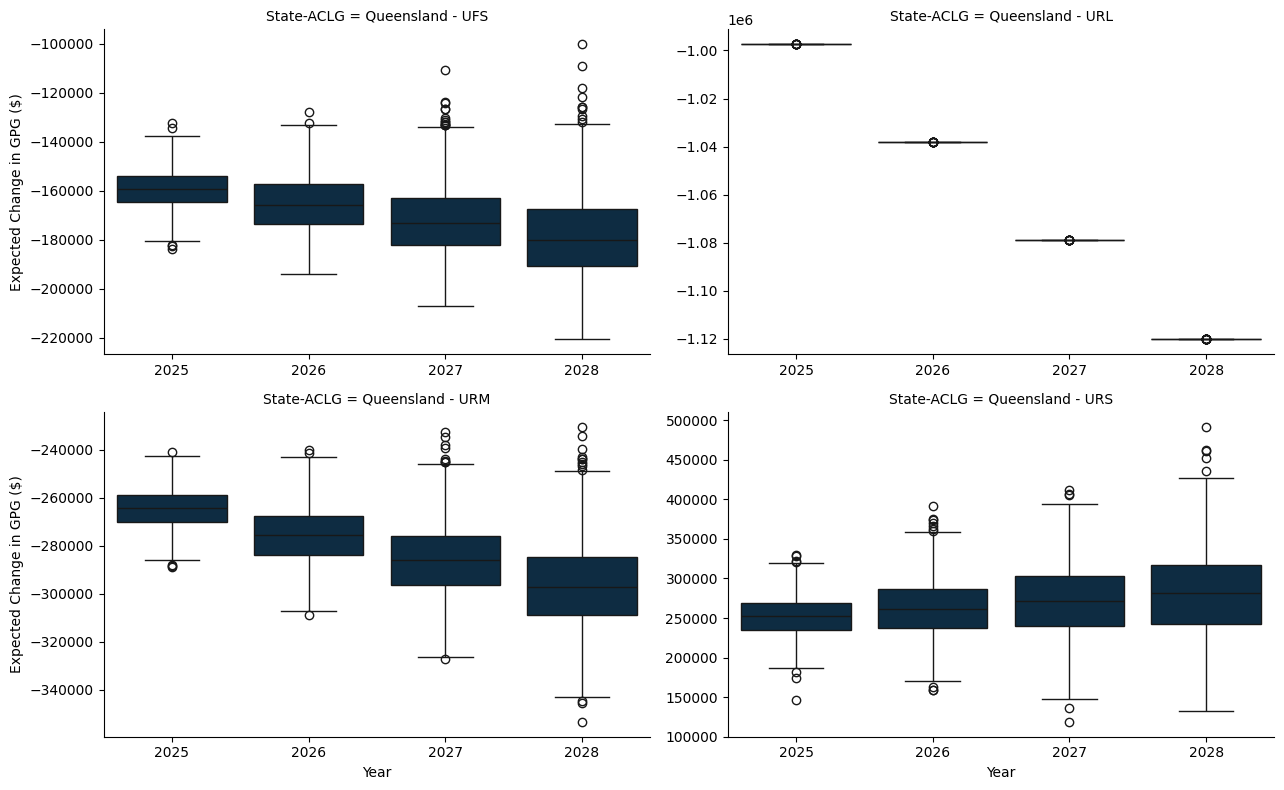 State-ACLG = Queensland - UFS
Expected Change in GPG ($)
−100000
−120000
−140000
−160000
−180000
−200000
−220000
2025 2026 2027 2028
State-ACLG = Queensland - URL
1e6
−1.00
−1.02
−1.04
−1.06
−1.08
−1.10
−1.12
2025 2026 2027 2028
State-ACLG = Queensland - URM
Expected Change in GPG ($)
−240000
−260000
−280000
−300000
−320000
−340000
2025 2026 2027 2028
Year
State-ACLG = Queensland - URS
500000
450000
400000
350000
300000
250000
200000
150000
100000
2025 2026 2027 2028
Year